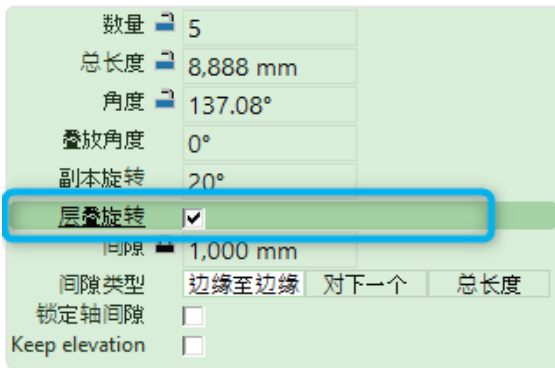 数量 5
总长度 8,888 mm
角度 137.08°
叠放角度 0°
副本旋转 20°
层叠旋转
间隙 1,000 mm
间隙类型 边缘至边缘 对下一个 总长度
锁定轴间隙
Keep elevation